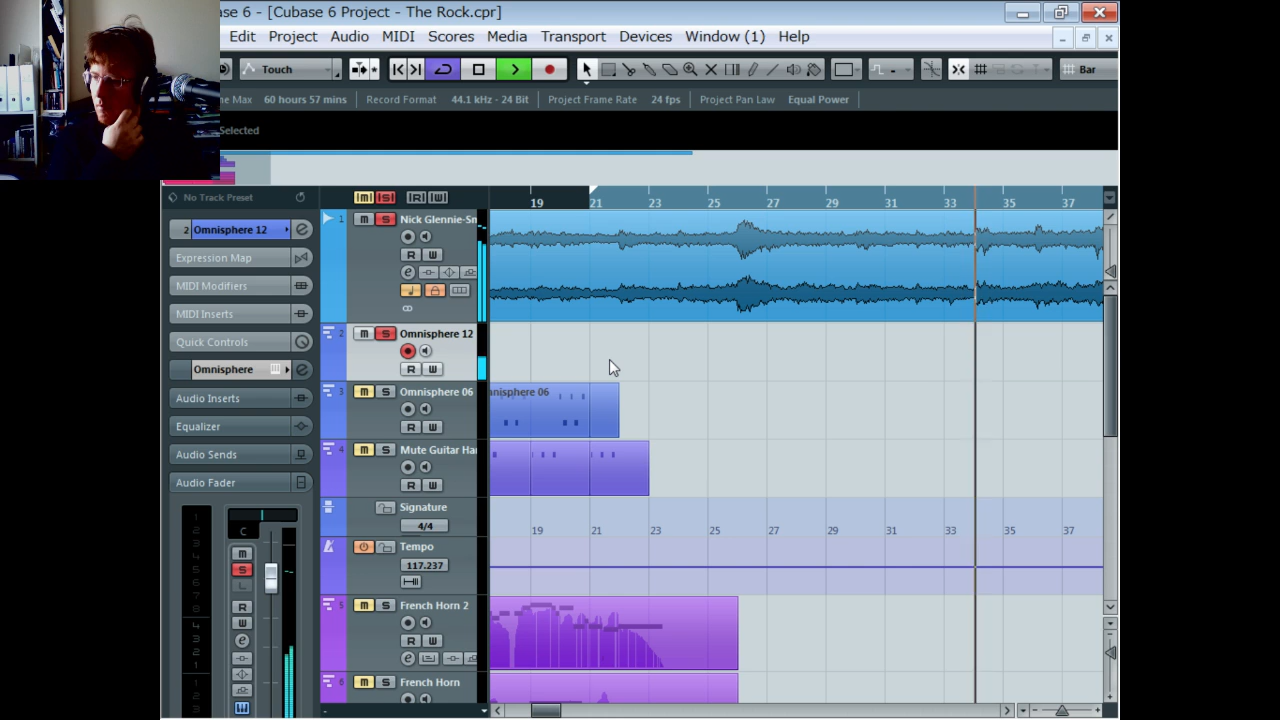 ase 6 - [Cubase 6 Project - The Rock.cpr]
Edit Project Audio MIDI Scores Media Transport Devices Window (1) Help
Touch Bar
ne Max 60 hours 57 mins Record Format 44.1 kHz - 24 Bit Project Frame Rate 24 fps Project Pan Law Equal Power
Selected
No Track Preset
2 Omnisphere 12
Expression Map
MIDI Modifiers
MIDI Inserts
Quick Controls
Omnisphere
Audio Inserts
Equalizer
Audio Sends
Audio Fader
C
m
S
L
R
W
e
m S R W
19 21 23 25 27 29 31 33 35 37
1 m S Nick Glennie-Sm
R W
e
2 m S Omnisphere 12
R W
3 m S Omnisphere 06
R W
nnisphere 06
4 m S Mute Guitar Ha
R W
Signature
4/4
19 21 23 25 27 29 31 33 35 37
Tempo
117.237
5 m S French Horn 2
R W
e
6 m S French Horn